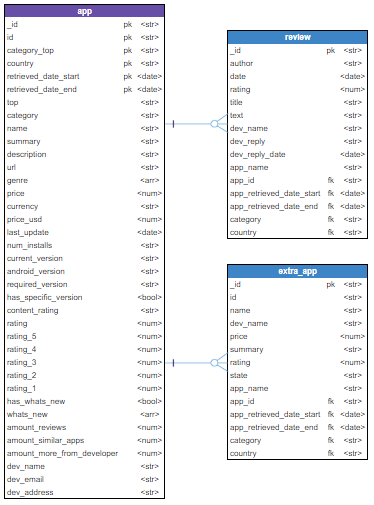 app
_id pk <str>
id pk <str>
category_top pk <str>
country pk <str>
retrieved_date_start pk <date>
retrieved_date_end pk <date>
top <str>
category <str>
name <str>
summary <str>
description <str>
url <str>
genre <arr>
price <num>
currency <str>
price_usd <num>
last_update <date>
num_installs <str>
current_version <str>
android_version <str>
required_version <str>
has_specific_version <bool>
content_rating <str>
rating <num>
rating_5 <num>
rating_4 <num>
rating_3 <num>
rating_2 <num>
rating_1 <num>
has_whats_new <bool>
whats_new <arr>
amount_reviews <num>
amount_similar_apps <num>
amount_more_from_developer <num>
dev_name <str>
dev_email <str>
dev_address <str>
review
_id pk <str>
author <str>
date <date>
rating <num>
title <str>
text <str>
dev_name <str>
dev_reply <str>
dev_reply_date <date>
app_name <str>
app_id fk <str>
app_retrieved_date_start fk <date>
app_retrieved_date_end fk <date>
category fk <str>
country fk <str>
extra_app
_id pk <str>
id <str>
name <str>
dev_name <str>
price <num>
summary <str>
rating <num>
state <str>
app_name <str>
app_id fk <str>
app_retrieved_date_start fk <date>
app_retrieved_date_end fk <date>
category fk <str>
country fk <str>